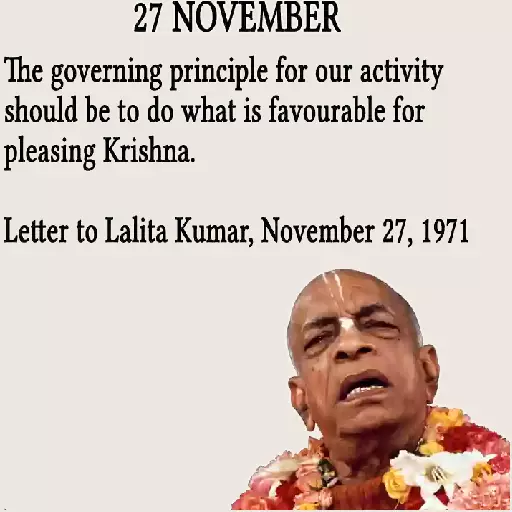 27 NOVEMBER
The governing principle for our activity
should be to do what is favourable for
pleasing Krishna.
Letter to Lalita Kumar, November 27, 1971